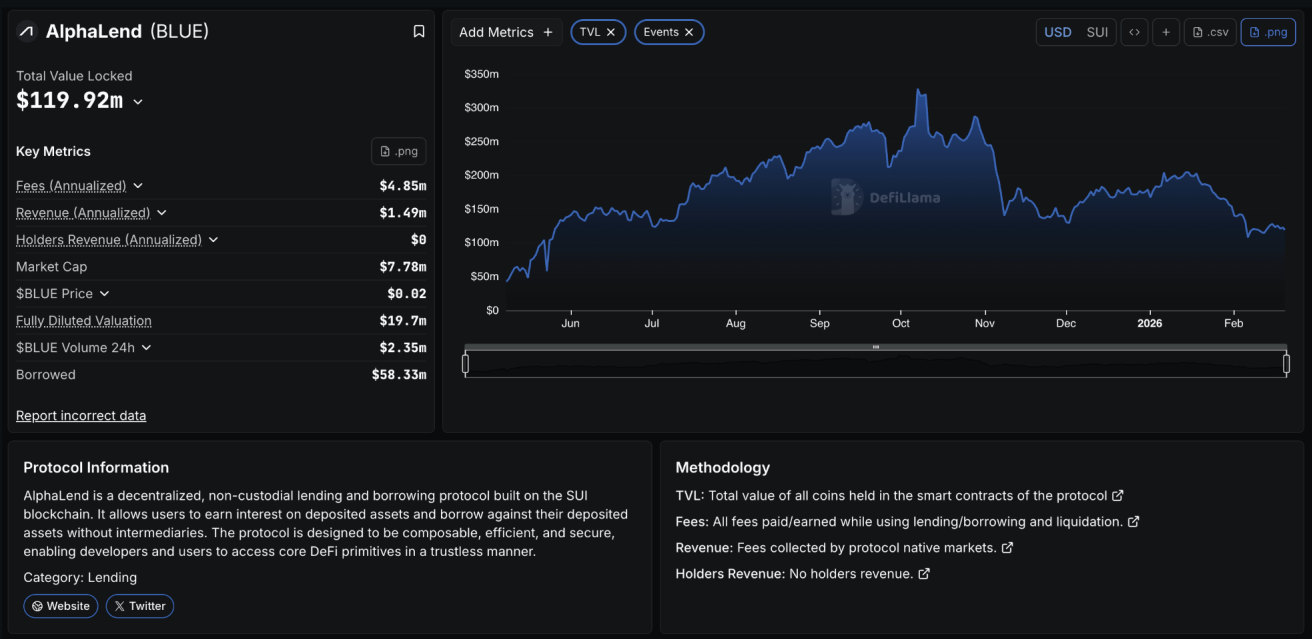 AlphaLend (BLUE)
Total Value Locked
$119.92m
Key Metrics
.png
Fees (Annualized) $4.85m
Revenue (Annualized) $1.49m
Holders Revenue (Annualized) $0
Market Cap $7.78m
$BLUE Price $0.02
Fully Diluted Valuation $19.7m
$BLUE Volume 24h $2.35m
Borrowed $58.33m
Report incorrect data
Add Metrics + TVL Events USD SUI <> + .csv .png
$350m
$300m
$250m
$200m
$150m
$100m
$50m
$0
DefiLlama
Jun Jul Aug Sep Oct Nov Dec 2026 Feb
Protocol Information
AlphaLend is a decentralized, non-custodial lending and borrowing protocol built on the SUI
blockchain. It allows users to earn interest on deposited assets and borrow against their deposited
assets without intermediaries. The protocol is designed to be composable, efficient, and secure,
enabling developers and users to access core DeFi primitives in a trustless manner.
Category: Lending
Website Twitter
Methodology
TVL: Total value of all coins held in the smart contracts of the protocol
Fees: All fees paid/earned while using lending/borrowing and liquidation.
Revenue: Fees collected by protocol native markets.
Holders Revenue: No holders revenue.